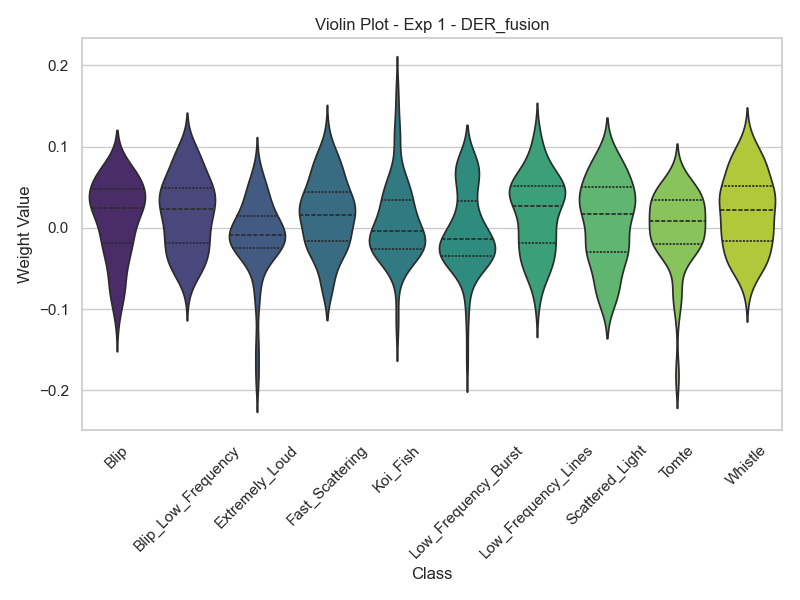 Violin Plot - Exp 1 - DER_fusion
0.2
0.1
0.0
−0.1
−0.2
Weight Value
Blip
Blip_Low_Frequency
Extremely_Loud
Fast_Scattering
Koi_Fish
Low_Frequency_Burst
Low_Frequency_Lines
Scattered_Light
Tomte
Whistle
Class